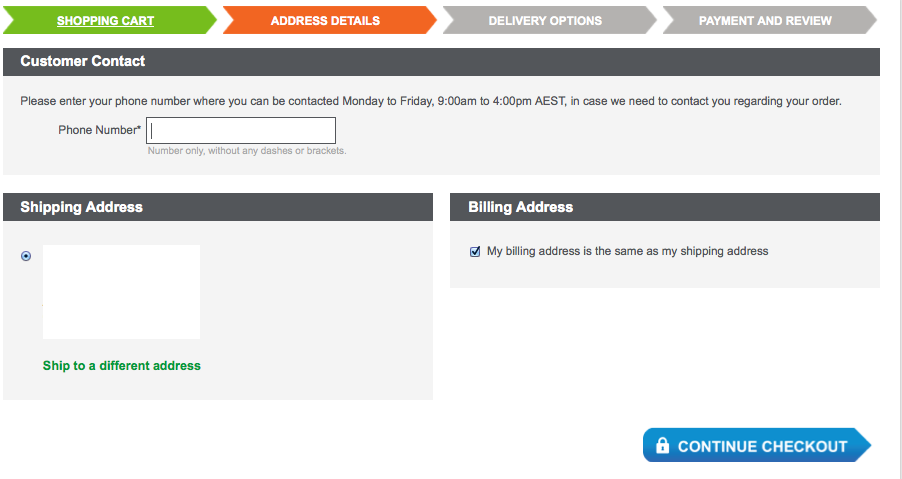 SHOPPING CART
ADDRESS DETAILS
DELIVERY OPTIONS
PAYMENT AND REVIEW
Customer Contact
Please enter your phone number where you can be contacted Monday to Friday, 9:00am to 4:00pm AEST, in case we need to contact you regarding your order.
Phone Number*
Number only, without any dashes or brackets.
Shipping Address
Ship to a different address
Billing Address
My billing address is the same as my shipping address
CONTINUE CHECKOUT